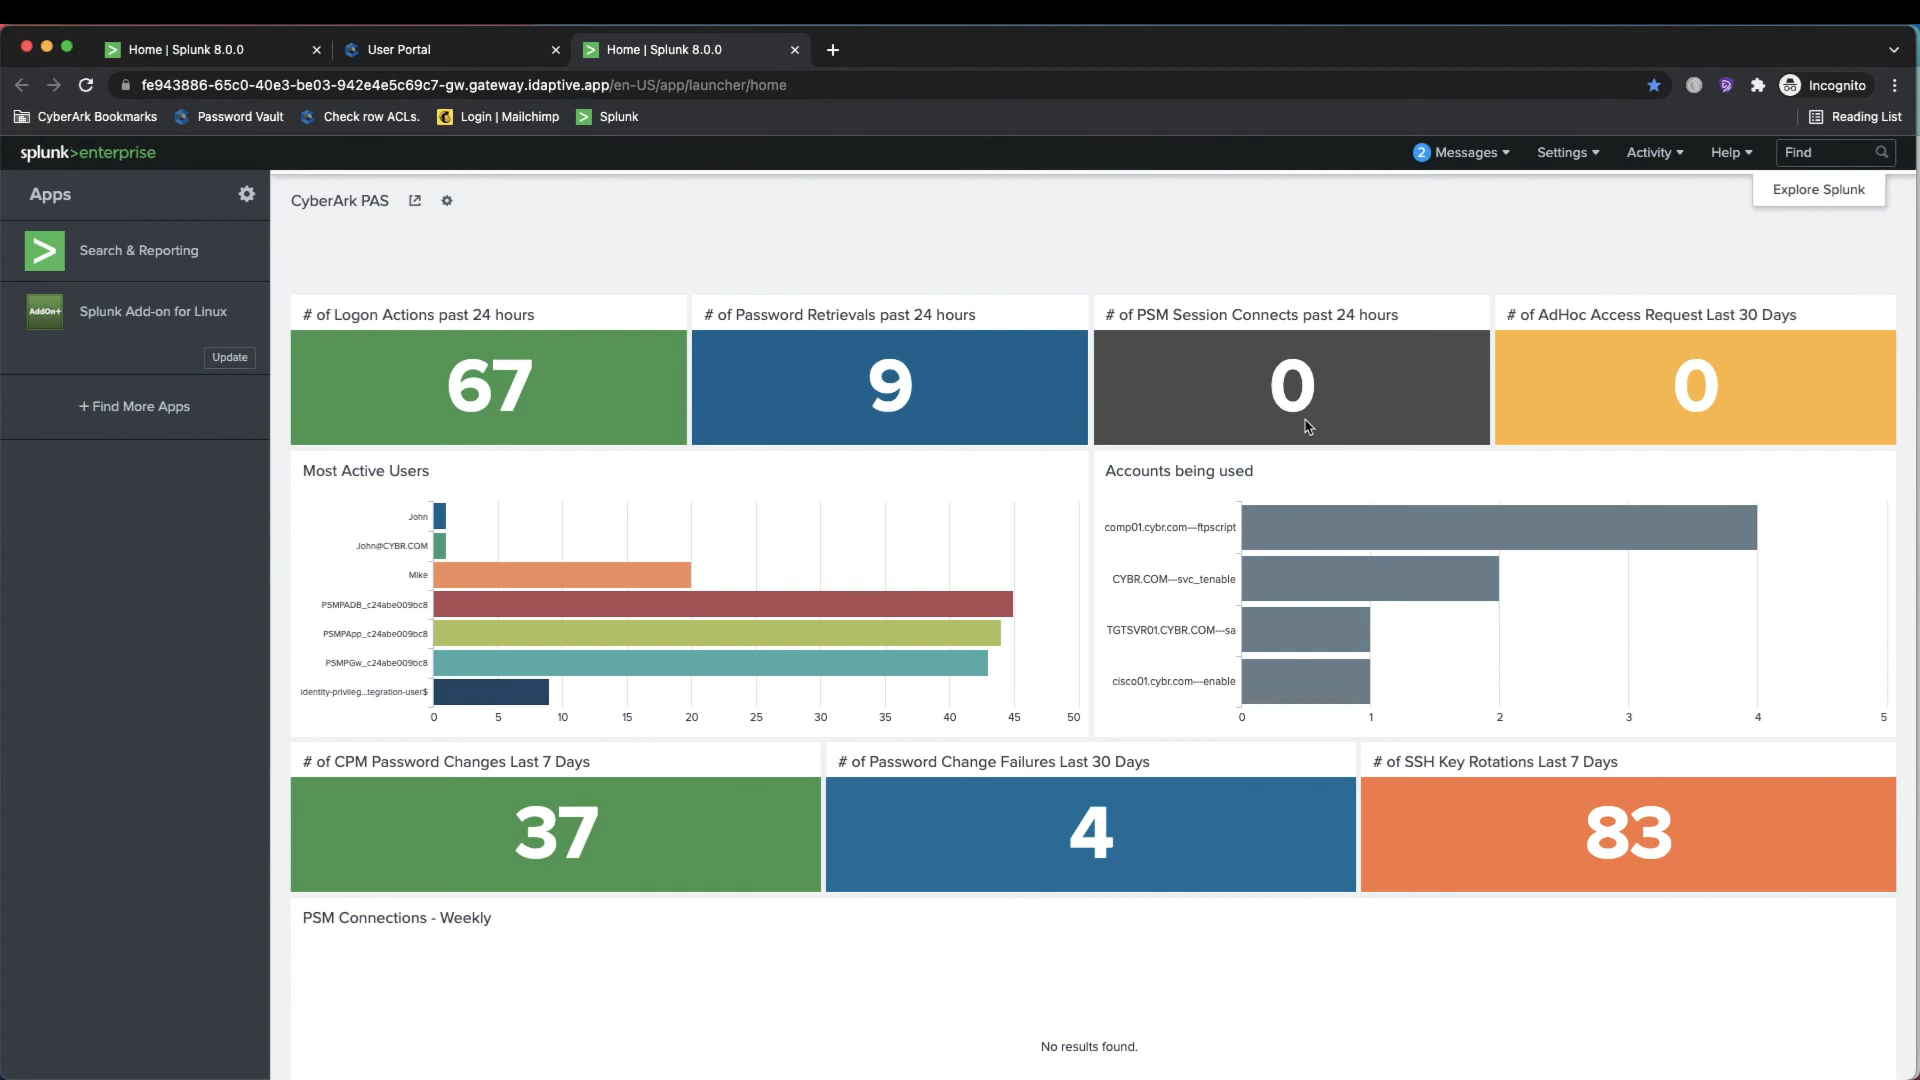 Home | Splunk 8.0.0
User Portal
Home | Splunk 8.0.0
fe943886-65c0-40e3-be03-942e4e5c69c7-gw.gateway.idaptive.app/en-US/app/launcher/home
Incognito
CyberArk Bookmarks
Password Vault
Check row ACLs.
Login | Mailchimp
Splunk
Reading List
splunk>enterprise
2 Messages
Settings
Activity
Help
Find
Explore Splunk
Apps
Search & Reporting
AddOn+
Splunk Add-on for Linux
Update
+ Find More Apps
CyberArk PAS
# of Logon Actions past 24 hours
67
# of Password Retrievals past 24 hours
9
# of PSM Session Connects past 24 hours
0
# of AdHoc Access Request Last 30 Days
0
Most Active Users
John
John@CYBR.COM
Mike
PSMPADB_c24abe009bc8
PSMPApp_c24abe009bc8
PSMPGw_c24abe009bc8
identity-privileg...tegration-user$
0 5 10 15 20 25 30 35 40 45 50
Accounts being used
comp01.cybr.com---ftpscript
CYBR.COM---svc_tenable
TGTSVR01.CYBR.COM---sa
cisco01.cybr.com---enable
0 1 2 3 4 5
# of CPM Password Changes Last 7 Days
37
# of Password Change Failures Last 30 Days
4
# of SSH Key Rotations Last 7 Days
83
PSM Connections - Weekly
No results found.